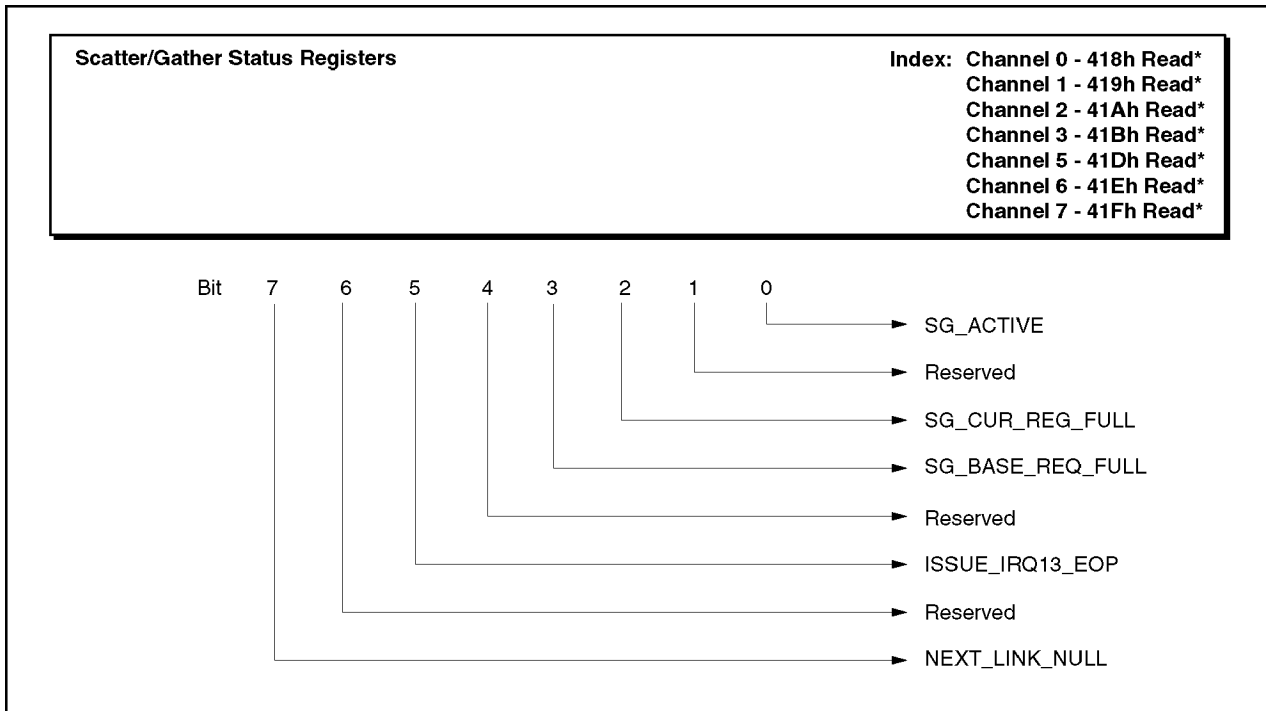 Scatter/Gather Status Registers
Index: Channel 0 - 418h Read*
Channel 1 - 419h Read*
Channel 2 - 41Ah Read*
Channel 3 - 41Bh Read*
Channel 5 - 41Dh Read*
Channel 6 - 41Eh Read*
Channel 7 - 41Fh Read*
Bit 7 6 5 4 3 2 1 0
SG_ACTIVE
Reserved
SG_CUR_REG_FULL
SG_BASE_REQ_FULL
Reserved
ISSUE_IRQ13_EOP
Reserved
NEXT_LINK_NULL